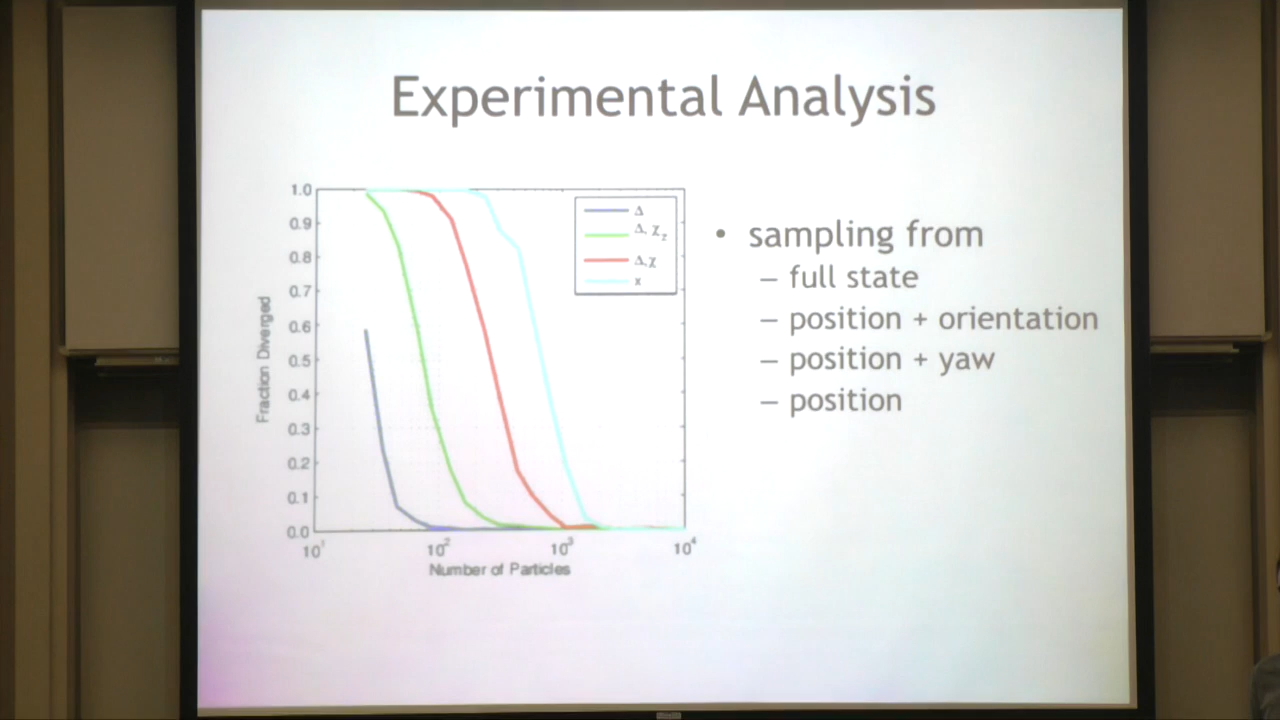 Experimental Analysis
1.0
0.9
0.8
0.7
0.6
0.5
0.4
0.3
0.2
0.1
0.0
Fraction Diverged
10¹
10²
10³
10⁴
Number of Particles
Δ
Δ, χz
Δ,χ
x
• sampling from
– full state
– position + orientation
– position + yaw
– position